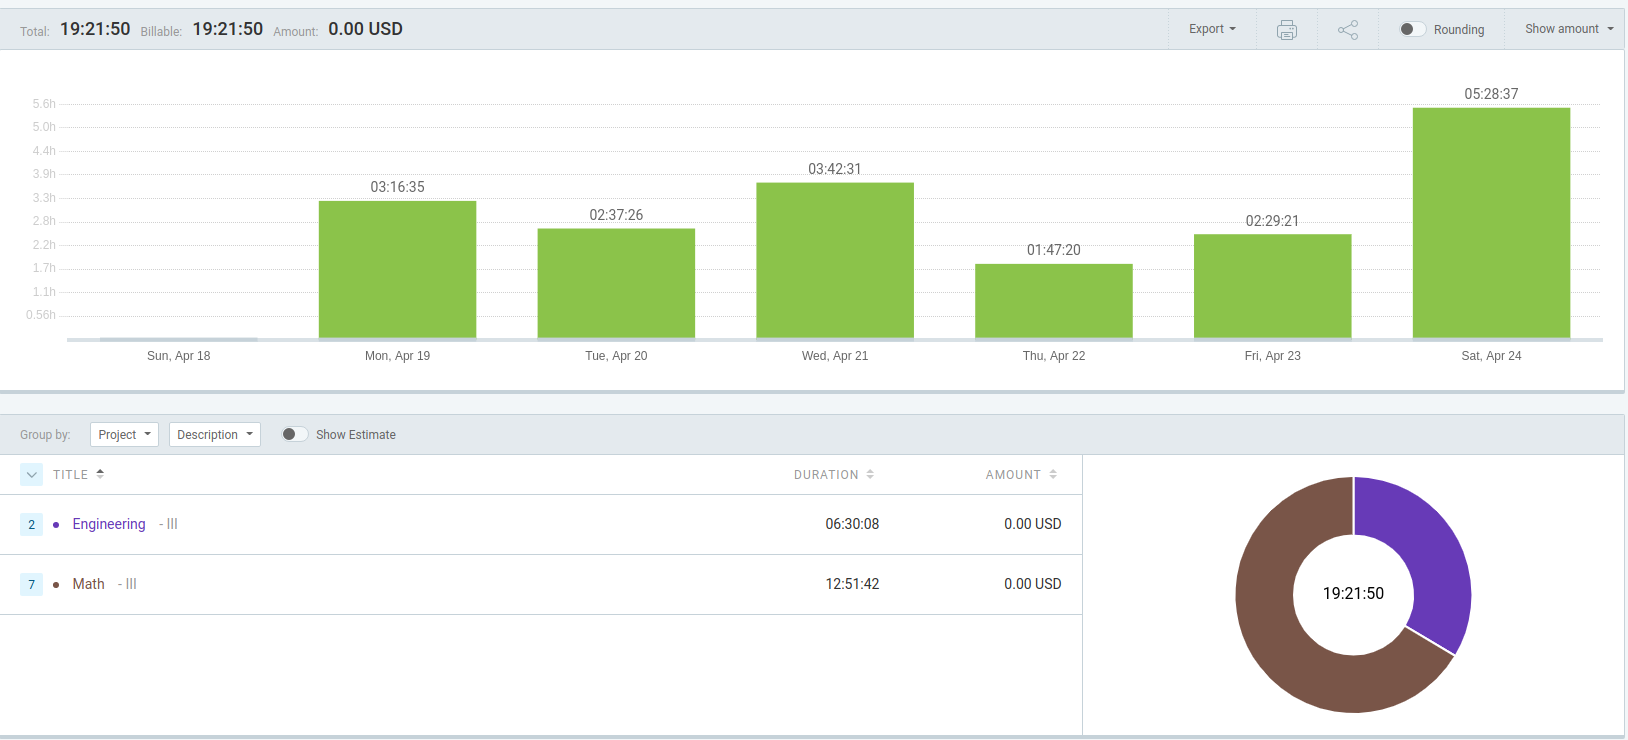 Total: 19:21:50 Billable: 19:21:50 Amount: 0.00 USD Export Rounding Show amount
5.6h
5.0h
4.4h
3.9h
3.3h
2.8h
2.2h
1.7h
1.1h
0.56h
03:16:35
02:37:26
03:42:31
01:47:20
02:29:21
05:28:37
Sun, Apr 18 Mon, Apr 19 Tue, Apr 20 Wed, Apr 21 Thu, Apr 22 Fri, Apr 23 Sat, Apr 24
Group by: Project Description Show Estimate
TITLE DURATION AMOUNT
2 • Engineering - III 06:30:08 0.00 USD
7 • Math - III 12:51:42 0.00 USD
19:21:50